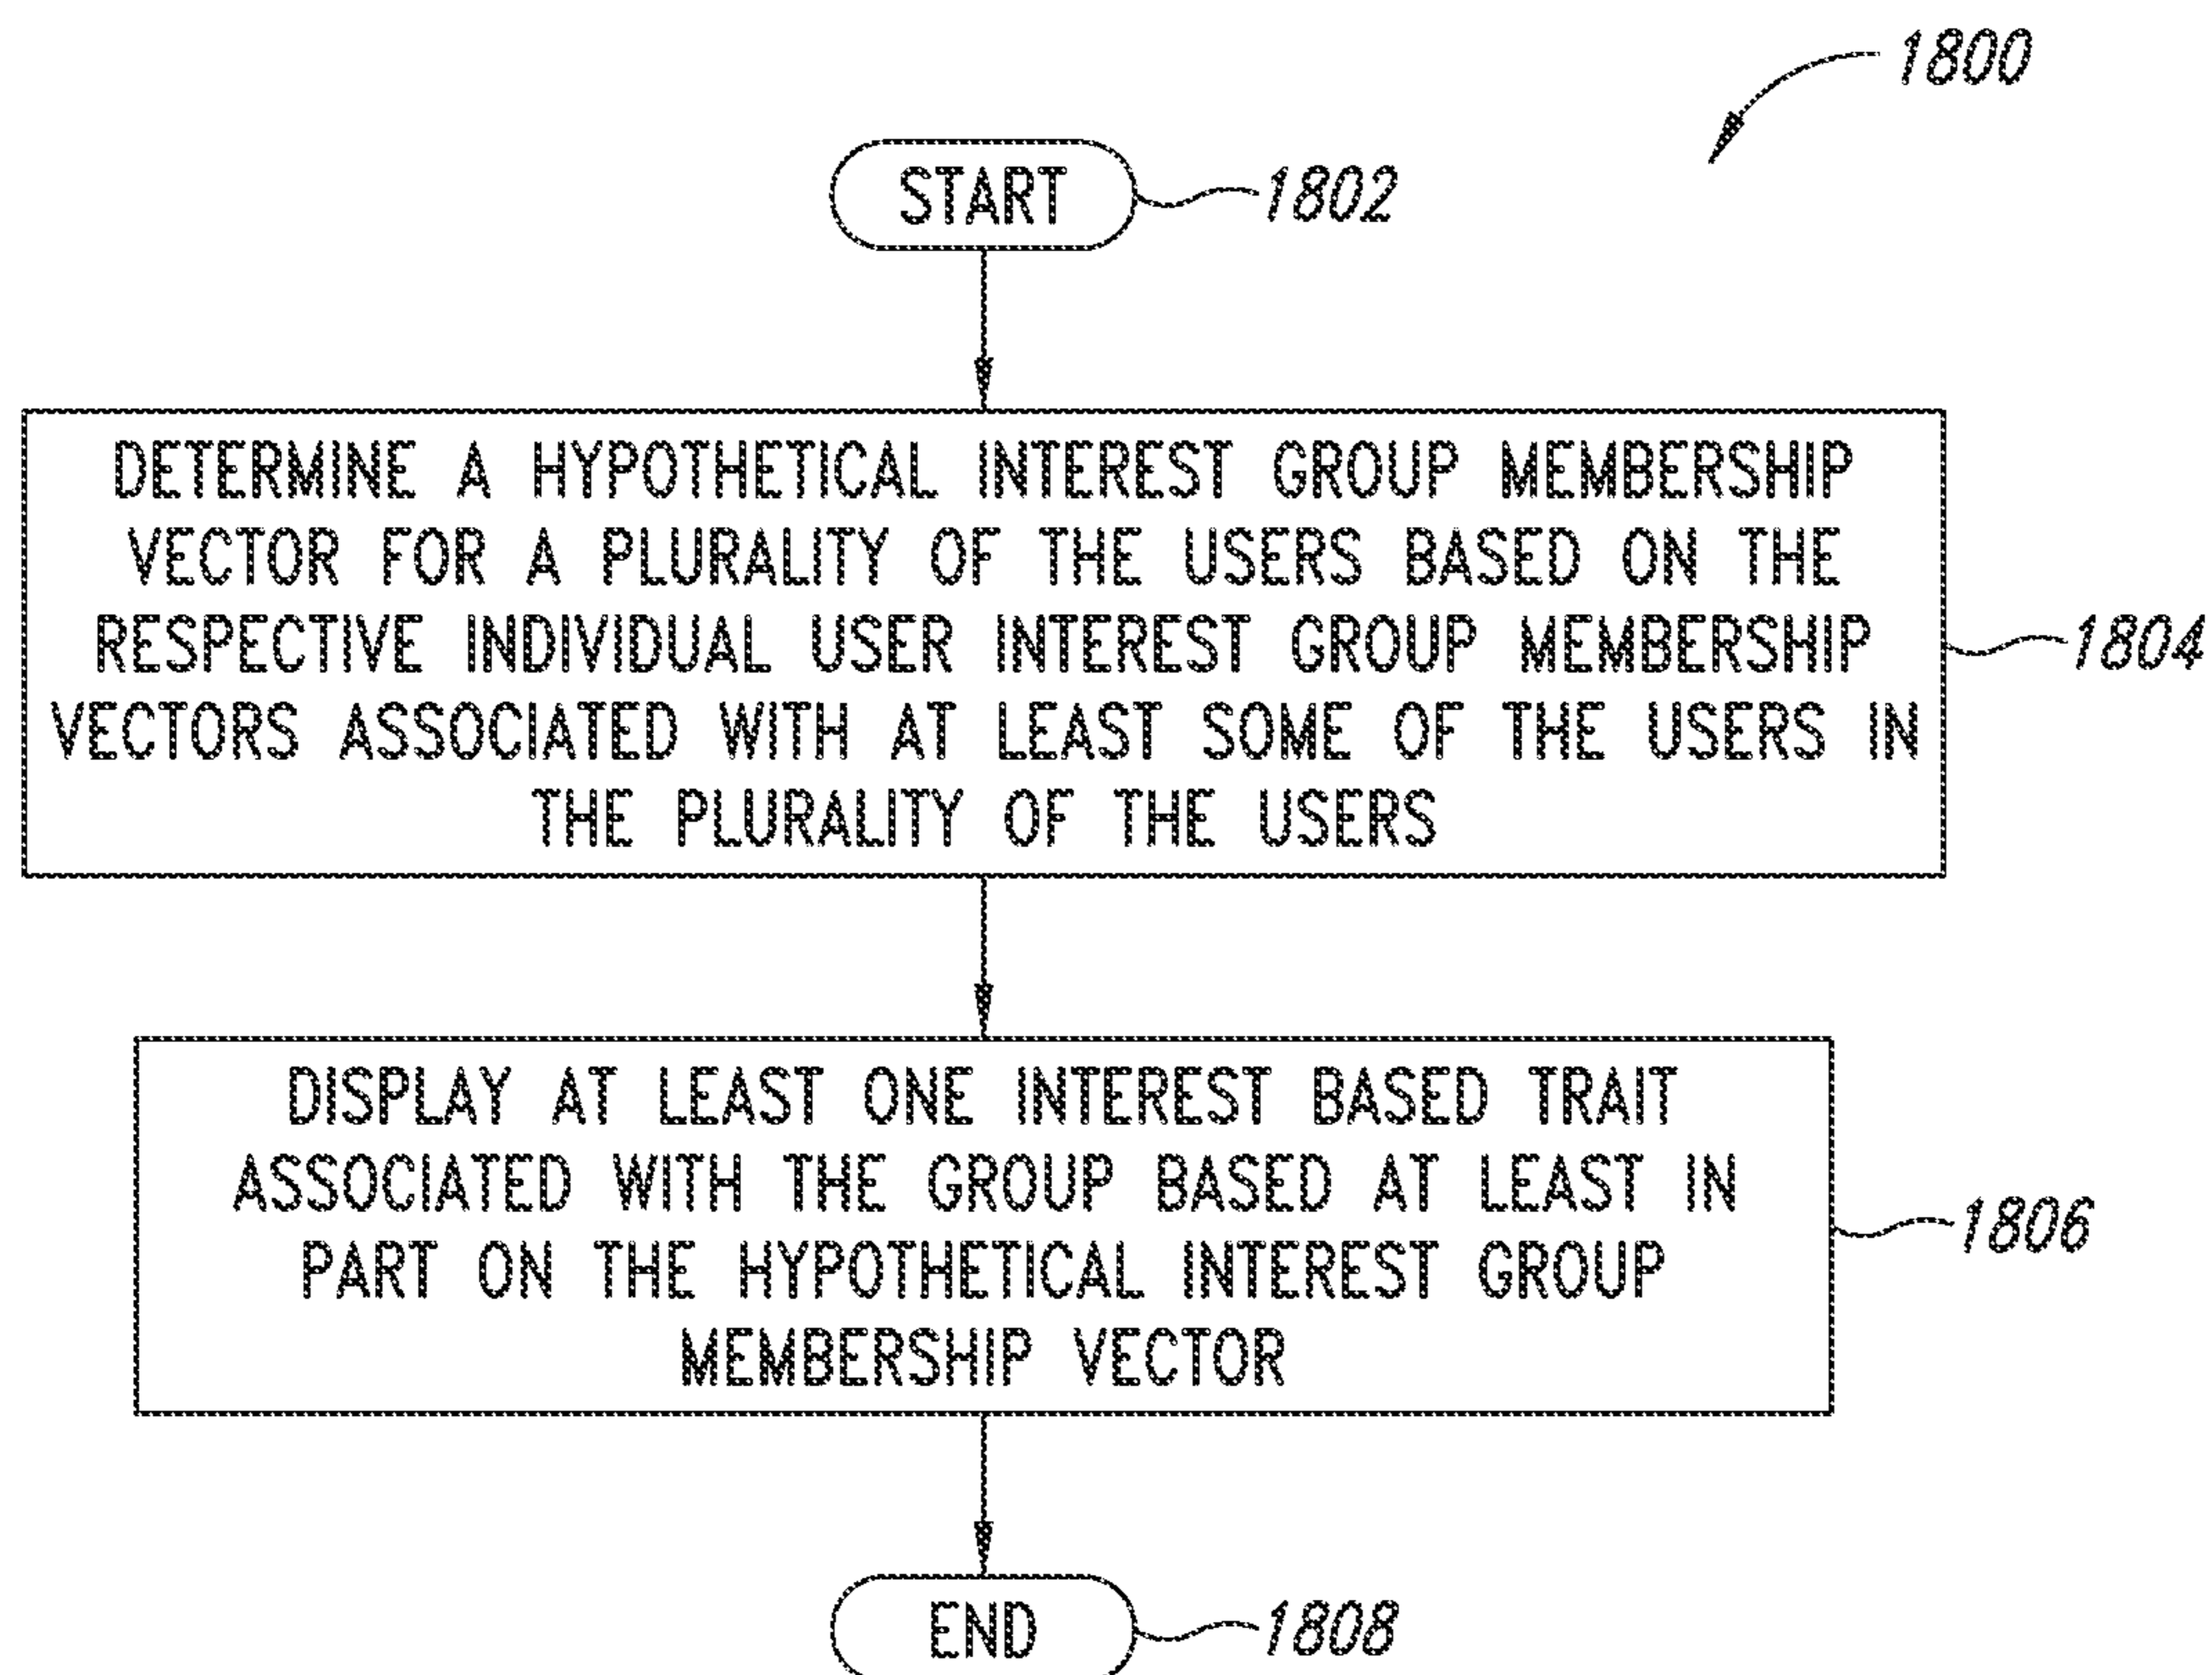 1800
START
1802
DETERMINE A HYPOTHETICAL INTEREST GROUP MEMBERSHIP
VECTOR FOR A PLURALITY OF THE USERS BASED ON THE
RESPECTIVE INDIVIDUAL USER INTEREST GROUP MEMBERSHIP
VECTORS ASSOCIATED WITH AT LEAST SOME OF THE USERS IN
THE PLURALITY OF THE USERS
1804
DISPLAY AT LEAST ONE INTEREST BASED TRAIT
ASSOCIATED WITH THE GROUP BASED AT LEAST IN
PART ON THE HYPOTHETICAL INTEREST GROUP
MEMBERSHIP VECTOR
1806
END
1808